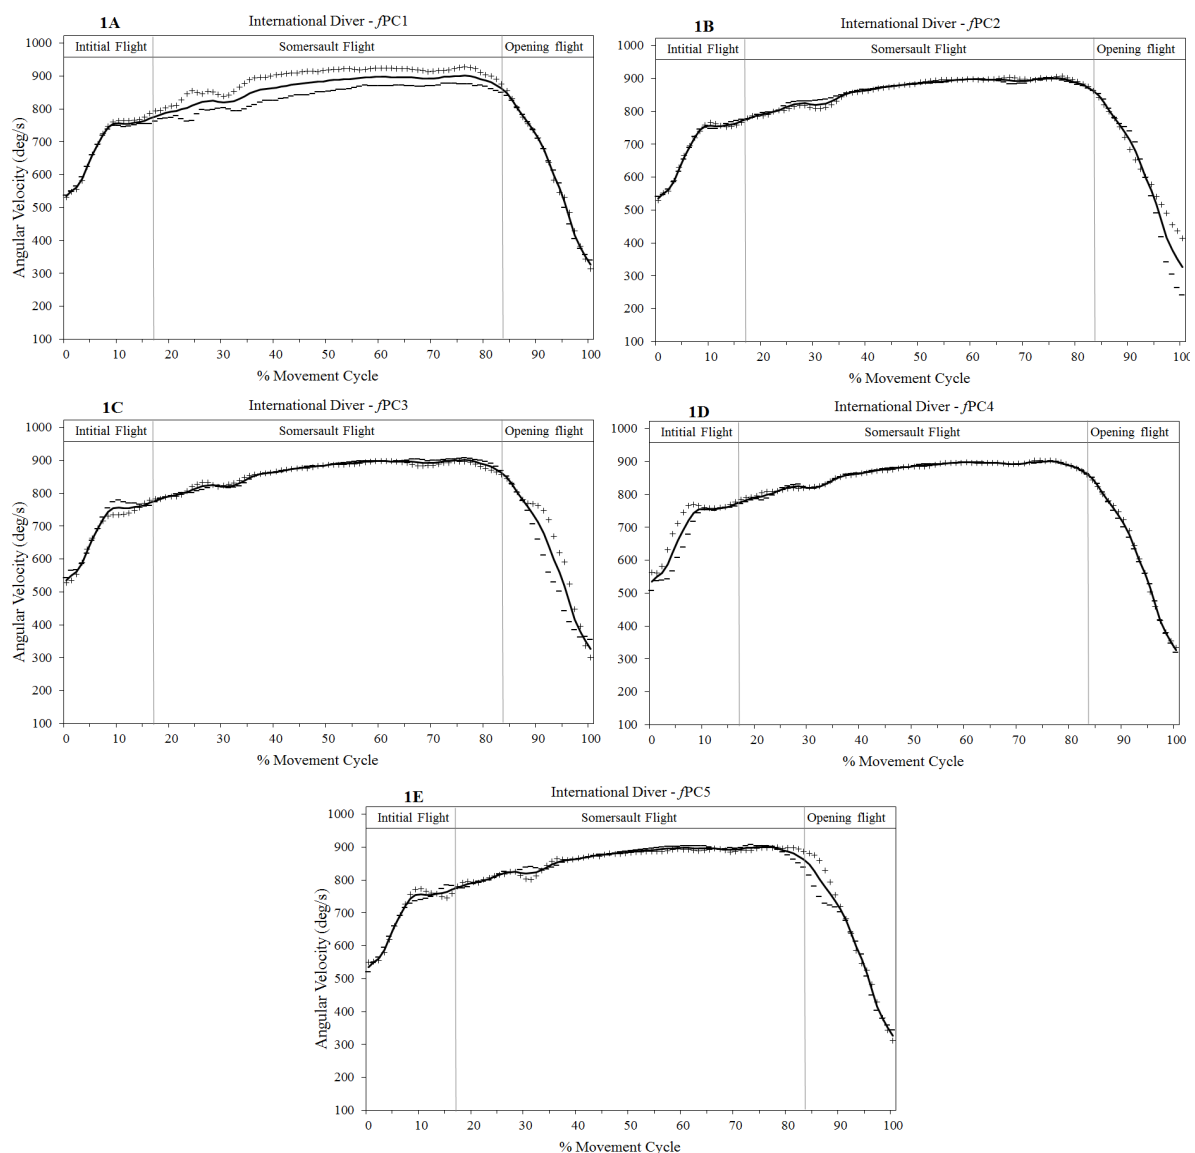 1A
International Diver - fPC1
Intitial Flight Somersault Flight Opening flight
1000
900
800
700
600
500
400
300
200
100
Angular Velocity (deg/s)
0 10 20 30 40 50 60 70 80 90 100
% Movement Cycle
1B
International Diver - fPC2
Intitial Flight Somersault Flight Opening flight
1000
900
800
700
600
500
400
300
200
100
0 10 20 30 40 50 60 70 80 90 100
% Movement Cycle
1C
International Diver - fPC3
Intitial Flight Somersault Flight Opening flight
1000
900
800
700
600
500
400
300
200
100
Angular Velocity (deg/s)
0 10 20 30 40 50 60 70 80 90 100
% Movement Cycle
1D
International Diver - fPC4
Intitial Flight Somersault Flight Opening flight
1000
900
800
700
600
500
400
300
200
100
0 10 20 30 40 50 60 70 80 90 100
% Movement Cycle
1E
International Diver - fPC5
Intitial Flight Somersault Flight Opening flight
1000
900
800
700
600
500
400
300
200
100
Angular Velocity (deg/s)
0 10 20 30 40 50 60 70 80 90 100
% Movement Cycle